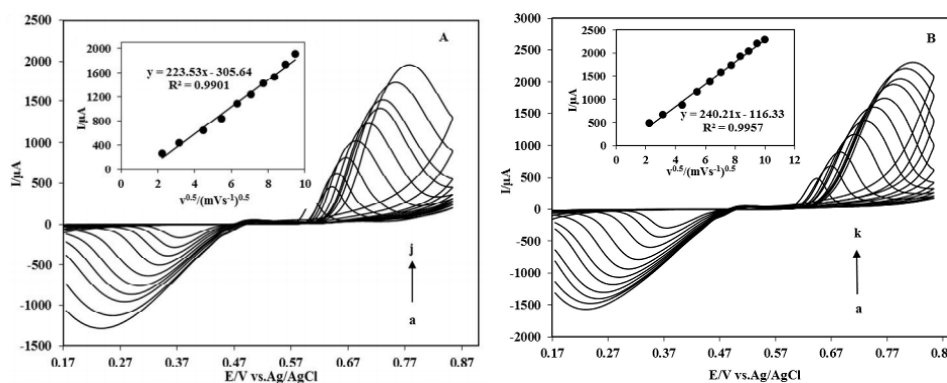 2500
2000
1500
1000
500
0
-500
-1000
-1500
0.17 0.27 0.37 0.47 0.57 0.67 0.77 0.87
E/V vs.Ag/AgCl
I/µA
A
j
a
2000
1600
1200
800
400
0
0 2 4 6 8 10
I/µA
v0.5/(mVs-1)0.5
y = 223.53x - 305.64
R² = 0.9901
3000
2500
2000
1500
1000
500
0
-500
-1000
-1500
-2000
0.17 0.27 0.37 0.47 0.57 0.67 0.77 0.8
E/V vs.Ag/AgCl
I/µA
B
k
a
2500
2000
1500
1000
500
0 2 4 6 8 10 12
I/µA
v0.5/(mVs-1)0.5
y = 240.21x - 116.33
R² = 0.9957